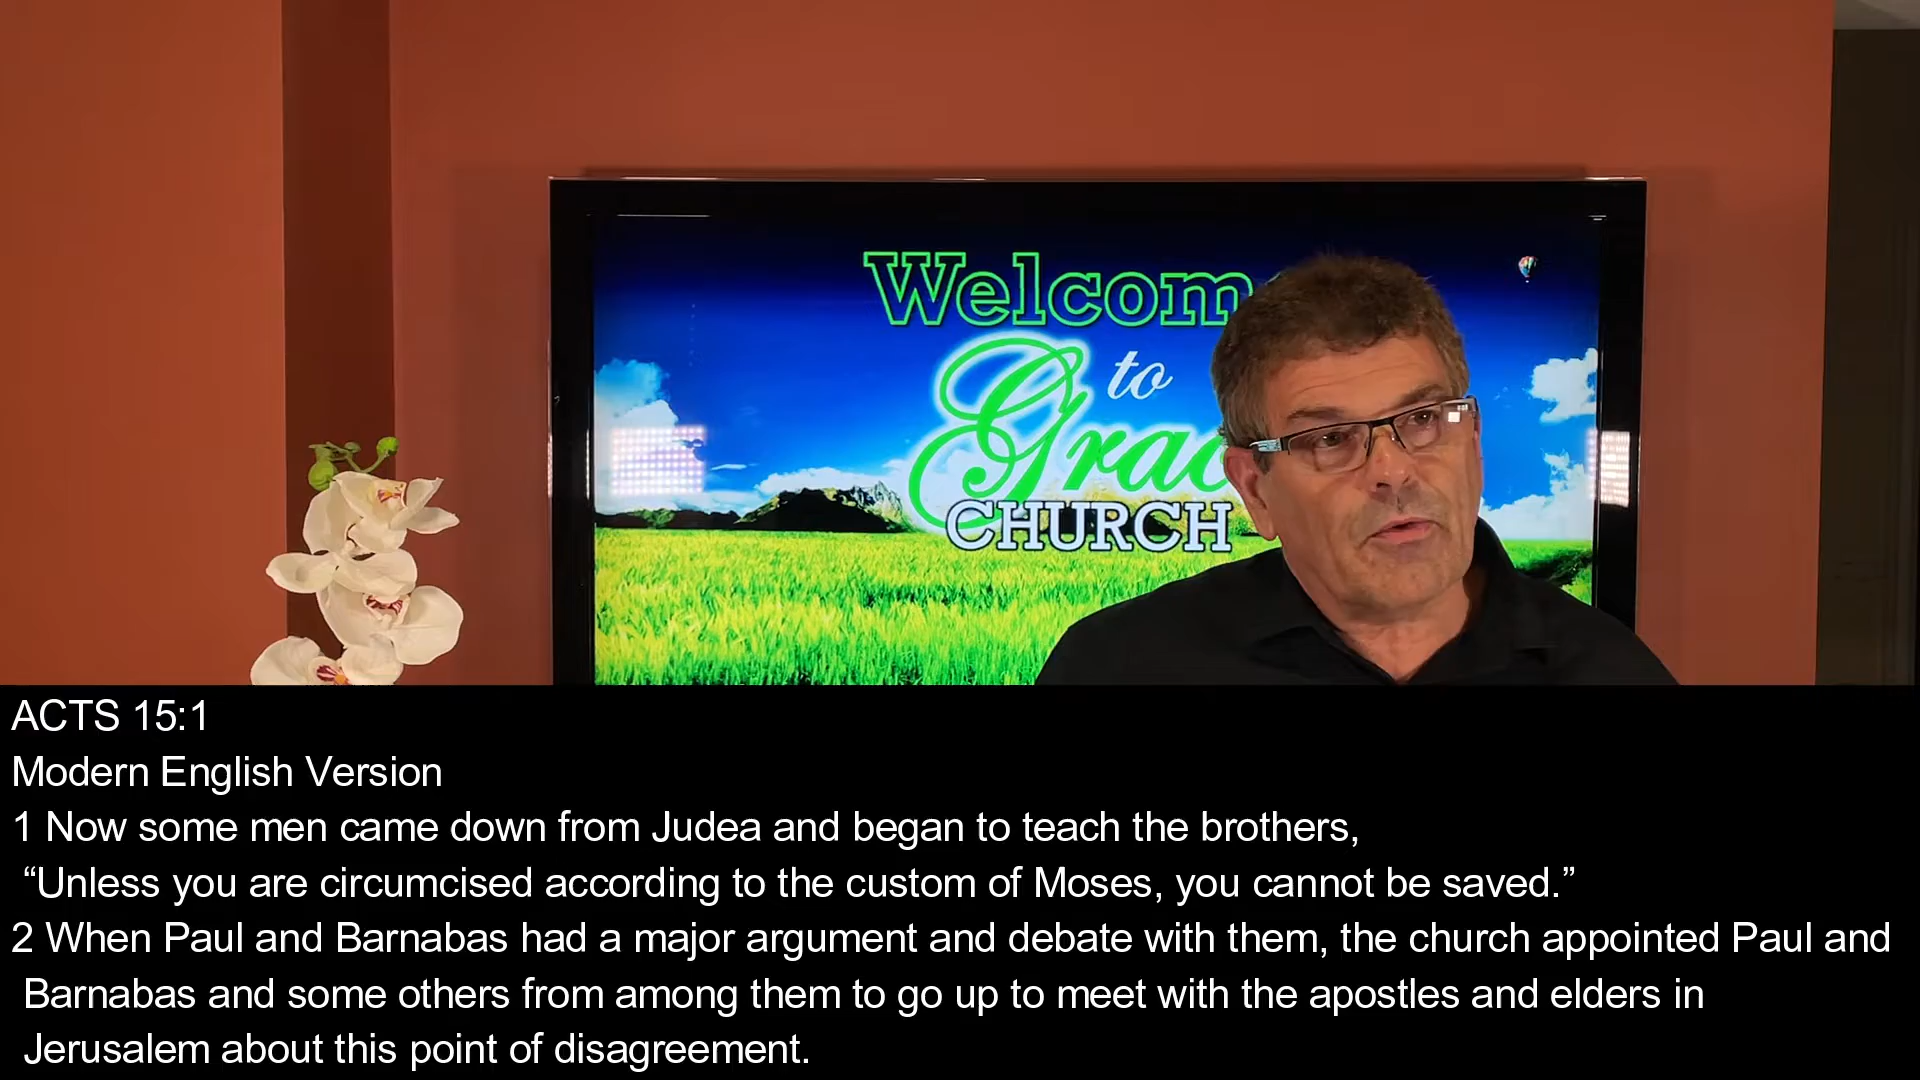 Welcom
to
Grac
CHURCH
ACTS 15:1
Modern English Version
1 Now some men came down from Judea and began to teach the brothers,
“Unless you are circumcised according to the custom of Moses, you cannot be saved.”
2 When Paul and Barnabas had a major argument and debate with them, the church appointed Paul and
Barnabas and some others from among them to go up to meet with the apostles and elders in
Jerusalem about this point of disagreement.